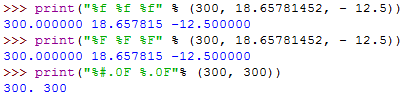 >>> print("%f %f %f" % (300, 18.65781452, - 12.5))
300.000000 18.657815 -12.500000
>>> print("%F %F %F" % (300, 18.65781452, - 12.5))
300.000000 18.657815 -12.500000
>>> print("%#.0F %.0F"% (300, 300))
300. 300